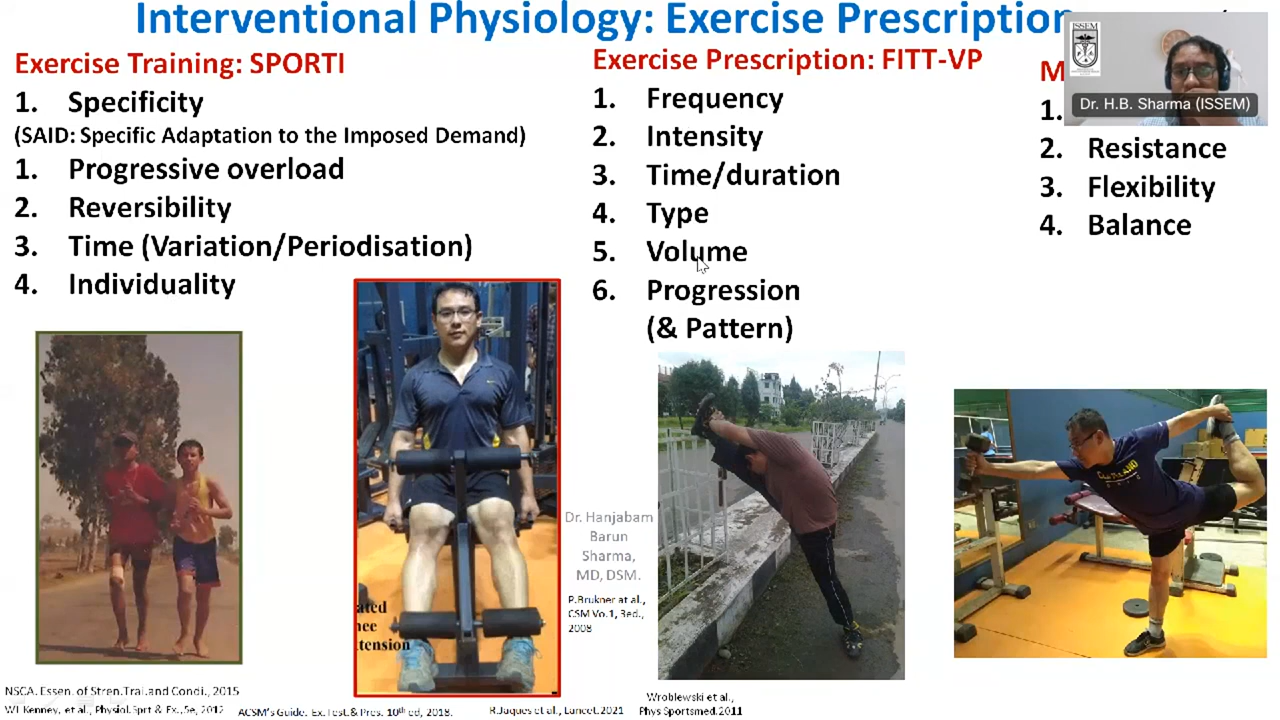 Interventional Physiology: Exercise Prescription
Exercise Training: SPORTI
1. Specificity
(SAID: Specific Adaptation to the Imposed Demand)
1. Progressive overload
2. Reversibility
3. Time (Variation/Periodisation)
4. Individuality
Exercise Prescription: FITT-VP
1. Frequency
2. Intensity
3. Time/duration
4. Type
5. Volume
6. Progression
(& Pattern)
M
1.
2. Resistance
3. Flexibility
4. Balance
ISSEM
Dr. H.B. Sharma (ISSEM)
ated
nee
tension
Dr. Hanjabam
Barun
Sharma,
MD, DSM.
P.Brukner at al.,
CSM Vo.1, 3ed.,
2008
NSCA. Essen. of Stren.Trai.and Condi., 2015
WL Kenney, et al., Physiol.Sprt & Ex.,5e, 2012
ACSM's Guide. Ex.Test.& Pres. 10th ed, 2018.
R.Jaques et al., Lancet.2021
Wroblewski et al.,
Phys Sportsmed.2011